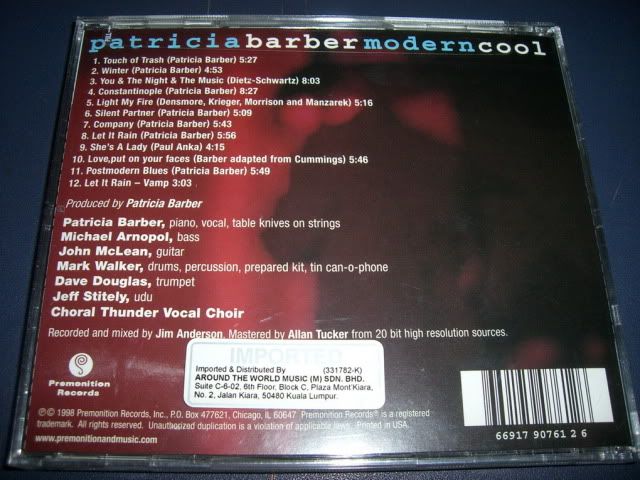 patriciabarbermoderncool
1. Touch of Trash (Patricia Barber) 5:27
2. Winter (Patricia Barber) 4:53
3. You & The Night & The Music (Dietz-Schwartz) 8:03
4. Constantinople (Patricia Barber) 8:27
5. Light My Fire (Densmore, Krieger, Morrison and Manzarek) 5:16
6. Silent Partner (Patricia Barber) 5:09
7. Company (Patricia Barber) 5:43
8. Let It Rain (Patricia Barber) 5:56
9. She's A Lady (Paul Anka) 4:15
10. Love,put on your faces (Barber adapted from Cummings) 5:46
11. Postmodern Blues (Patricia Barber) 5:49
12. Let It Rain – Vamp 3:03
Produced by Patricia Barber
Patricia Barber, piano, vocal, table knives on strings
Michael Arnopol, bass
John McLean, guitar
Mark Walker, drums, percussion, prepared kit, tin can-o-phone
Dave Douglas, trumpet
Jeff Stitely, udu
Choral Thunder Vocal Choir
Recorded and mixed by Jim Anderson. Mastered by Allan Tucker from 20 bit high resolution sources.
IMPORTED
Imported & Distributed By (331782-K)
AROUND THE WORLD MUSIC (M) SDN. BHD.
Suite C-6-02, 6th Floor, Block C, Plaza Mont'Kiara,
No. 2, Jalan Kiara, 50480 Kuala Lumpur.
Premonition
Records
℗© 1998 Premonition Records, Inc., P.O. Box 477621, Chicago, IL 60647 Premonition Records® is a registered
trademark. All rights reserved. Unauthorized duplication is a violation of applicable laws. Printed in USA.
www.premonitionandmusic.com
66917 90761 2 6